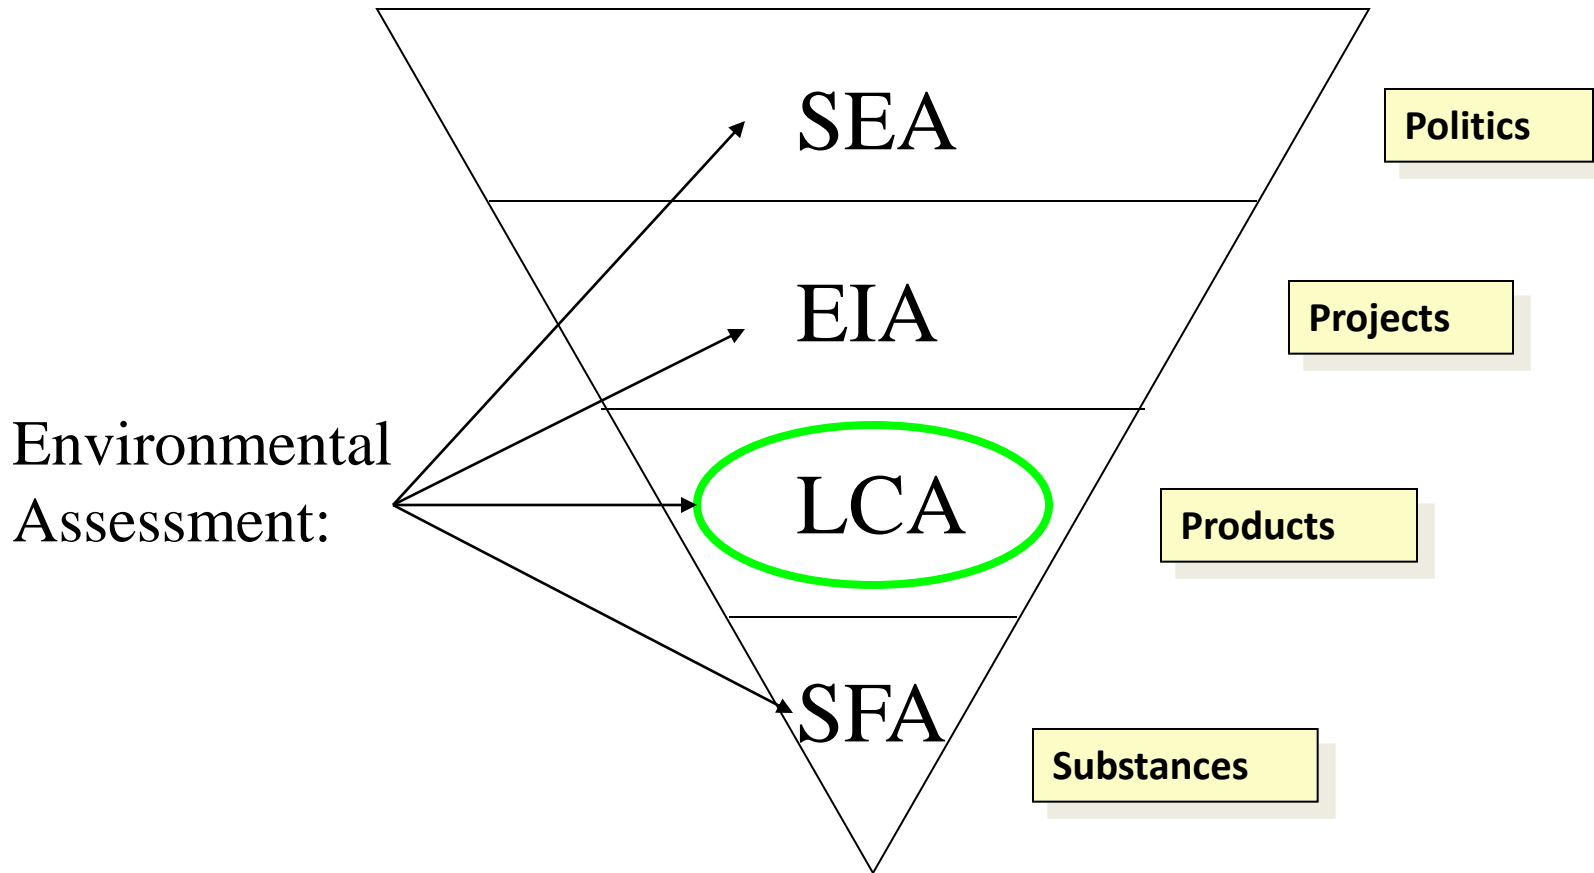 SEA
Politics
EIA
Projects
Environmental
Assessment:
LCA
Products
SFA
Substances